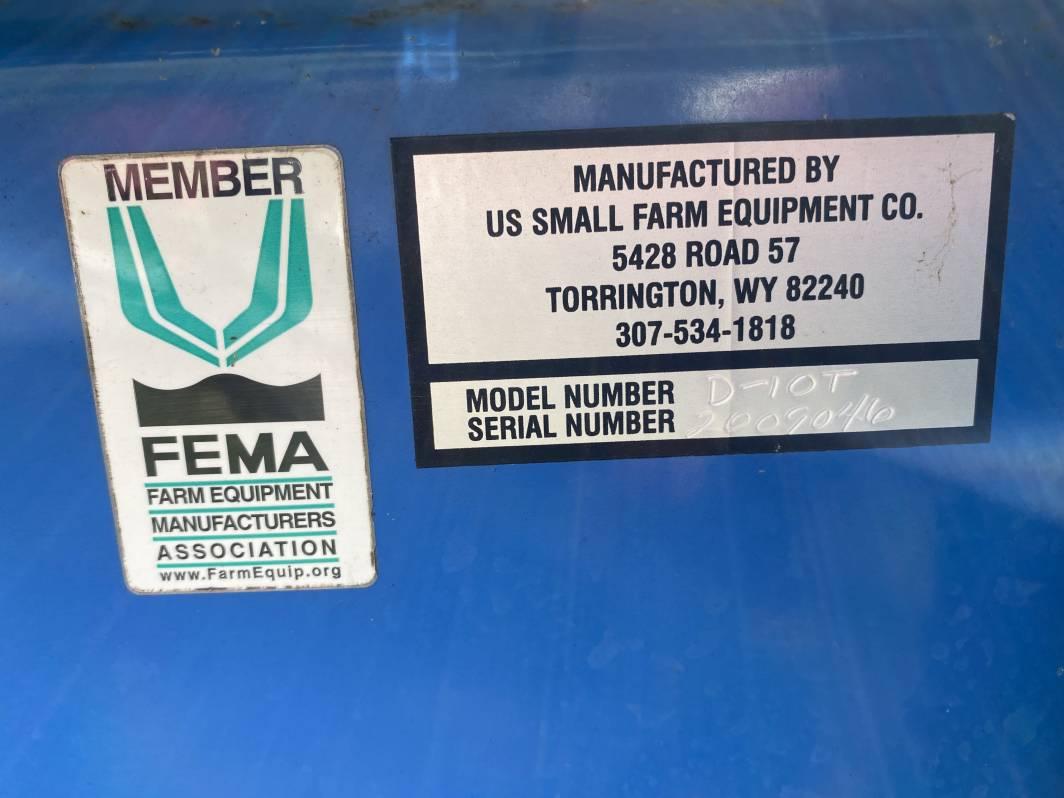 MEMBER
FEMA
FARM EQUIPMENT
MANUFACTURERS
ASSOCIATION
www.FarmEquip.org
MANUFACTURED BY
US SMALL FARM EQUIPMENT CO.
5428 ROAD 57
TORRINGTON, WY 82240
307-534-1818
MODEL NUMBER D-10T
SERIAL NUMBER 2009046